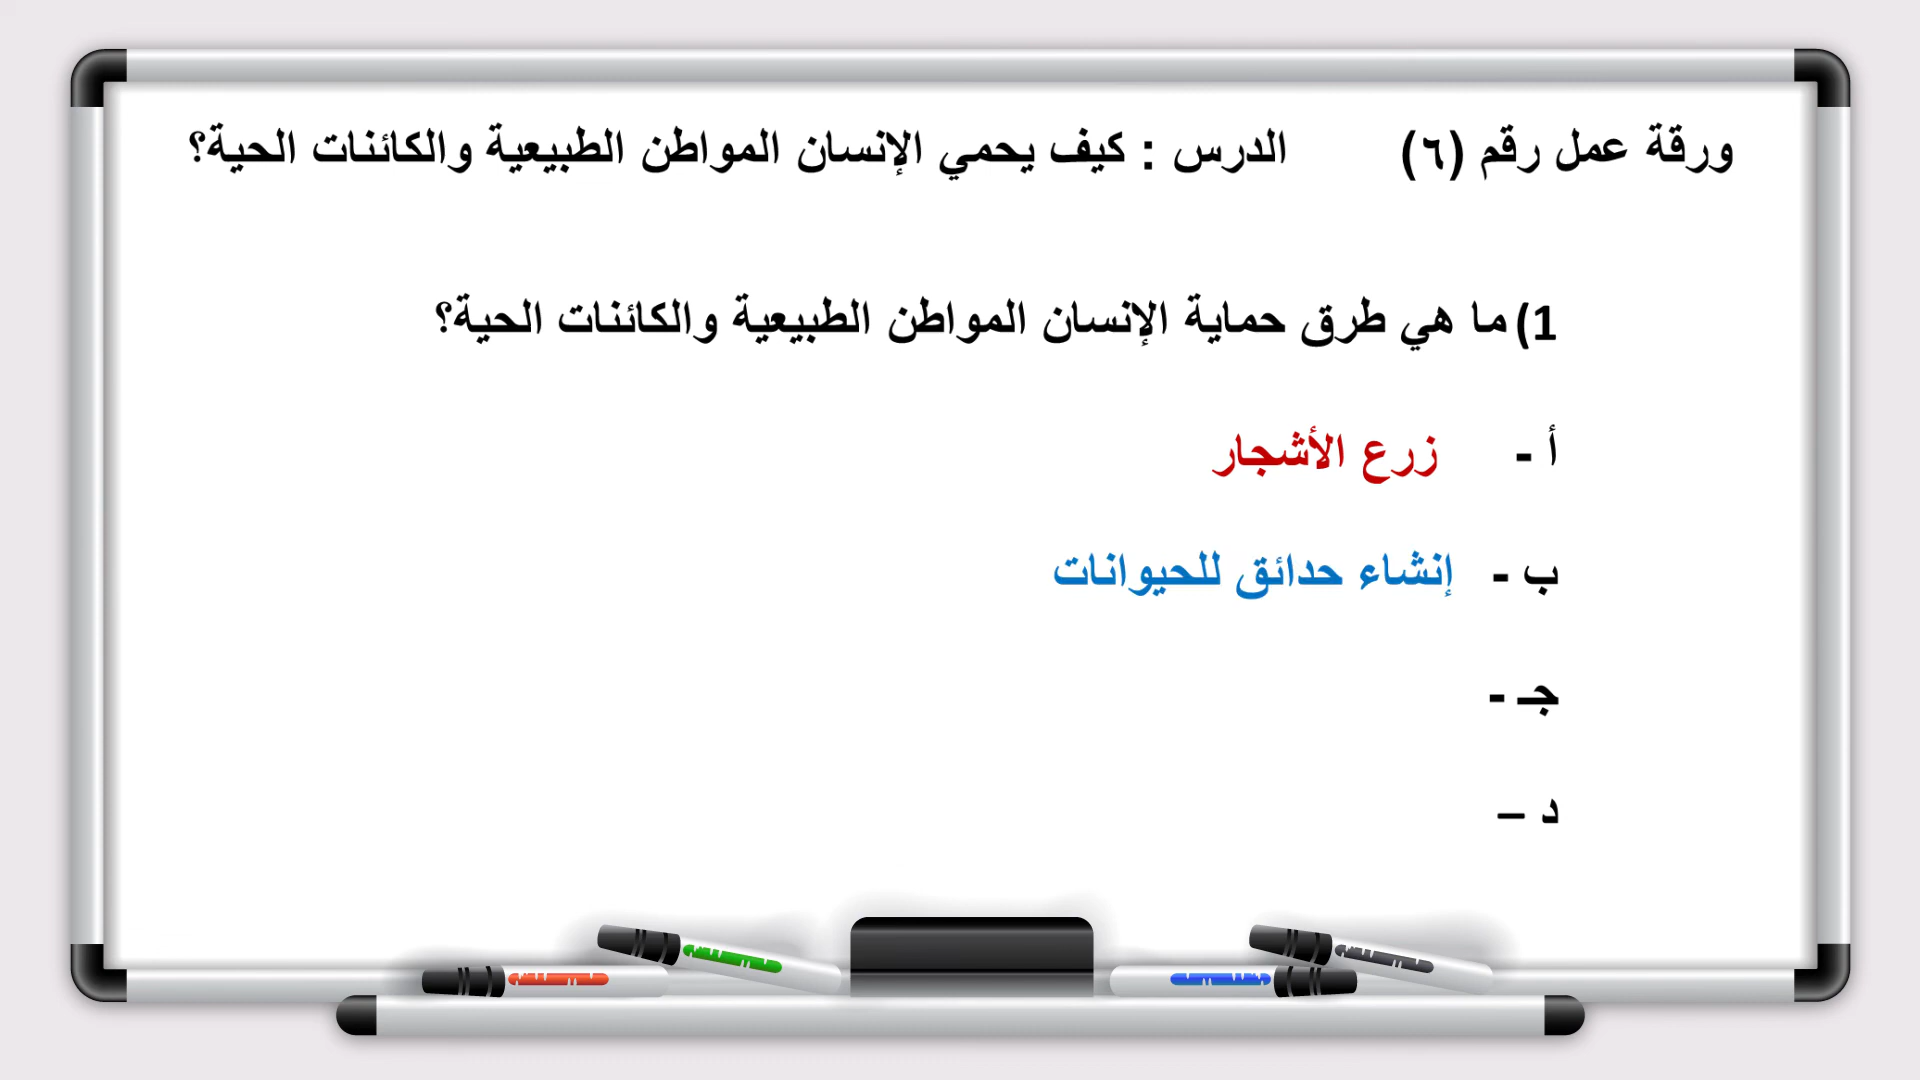 ورقة عمل رقم (٦) الدرس : كيف يحمي الإنسان المواطن الطبيعية والكائنات الحية؟
1) ما هي طرق حماية الإنسان المواطن الطبيعية والكائنات الحية؟
أ - زرع الأشجار
ب - إنشاء حدائق للحيوانات
جـ -
د –